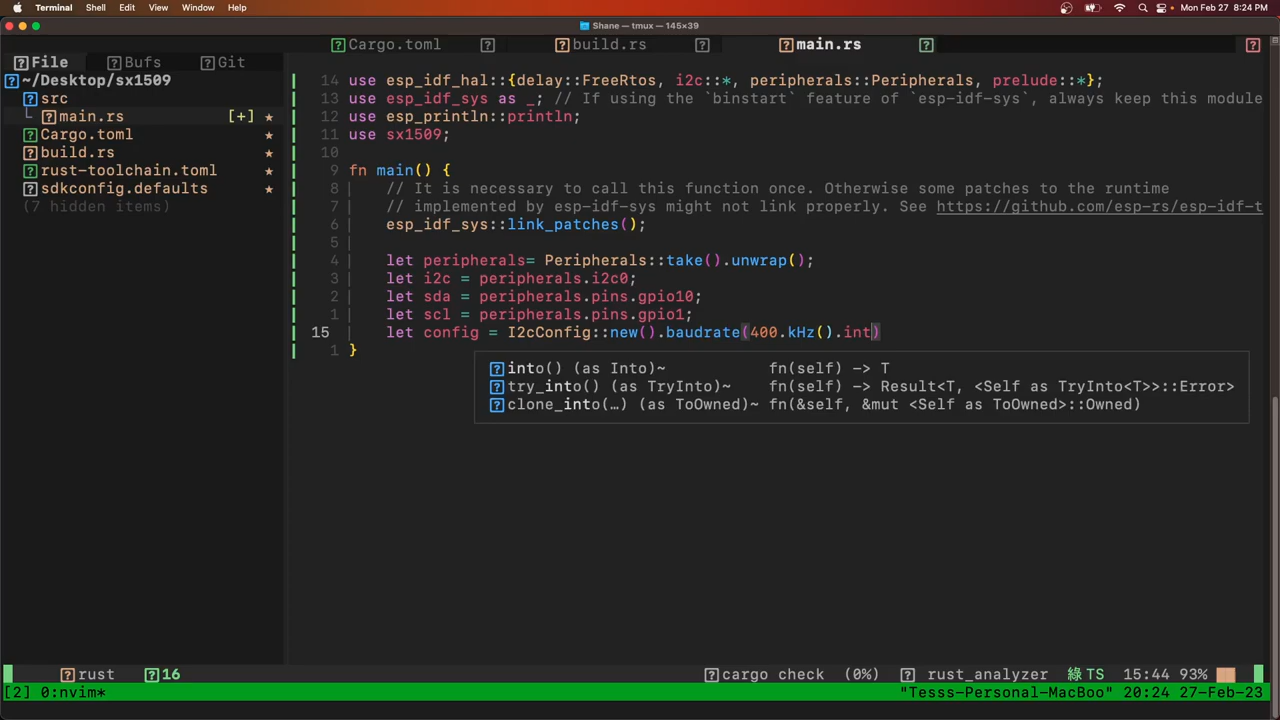 Terminal Shell Edit View Window Help Mon Feb 27 8:24 PM
Shane — tmux — 145×39
Cargo.toml build.rs main.rs
File Bufs Git
~/Desktop/sx1509
src
main.rs [+] ★
Cargo.toml ★
build.rs ★
rust-toolchain.toml ★
sdkconfig.defaults ★
(7 hidden items)
14 use esp_idf_hal::{delay::FreeRtos, i2c::*, peripherals::Peripherals, prelude::*};
13 use esp_idf_sys as _; // If using the `binstart` feature of `esp-idf-sys`, always keep this module
12 use esp_println::println;
11 use sx1509;
10
9 fn main() {
8 // It is necessary to call this function once. Otherwise some patches to the runtime
7 // implemented by esp-idf-sys might not link properly. See https://github.com/esp-rs/esp-idf-t
6 esp_idf_sys::link_patches();
5
4 let peripherals= Peripherals::take().unwrap();
3 let i2c = peripherals.i2c0;
2 let sda = peripherals.pins.gpio10;
1 let scl = peripherals.pins.gpio1;
15 let config = I2cConfig::new().baudrate(400.kHz().int)
1 }
into() (as Into)~ fn(self) -> T
try_into() (as TryInto)~ fn(self) -> Result<T, <Self as TryInto<T>>::Error>
clone_into(…) (as ToOwned)~ fn(&self, &mut <Self as ToOwned>::Owned)
rust 16 cargo check (0%) rust_analyzer 綠 TS 15:44 93%
[2] 0:nvim* "Tesss-Personal-MacBoo" 20:24 27-Feb-23